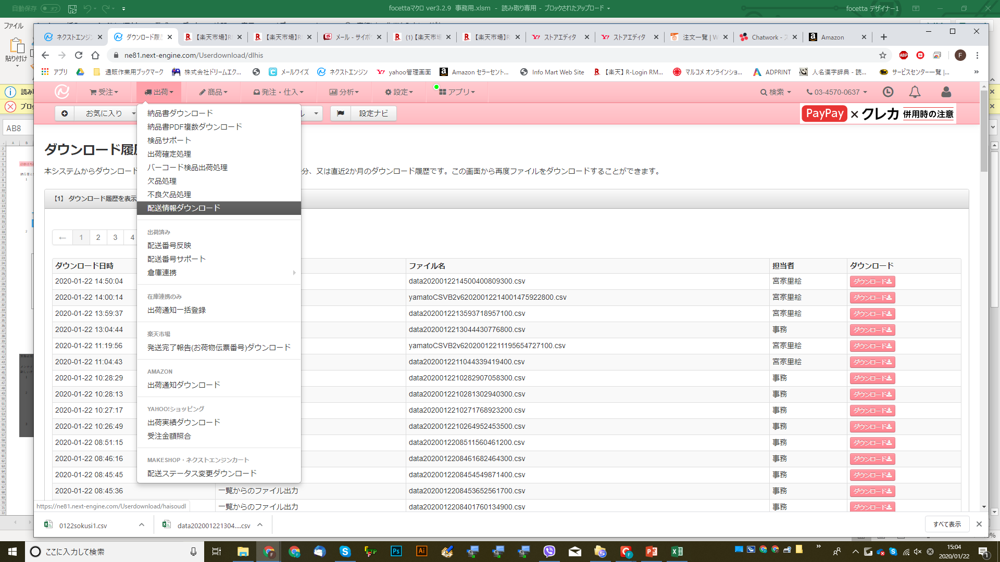 自動保存 オフ
focettaマクロ ver3.2.9 事務用.xlsm - 読み取り専用 - ブロックされたアップロード
focetta デザイナー1
ファイル
貼り付け
ネクストエンジン
ダウンロード履歴
【楽天市場】R
【楽天市場】R
メール - サイボウ
(1)【楽天市場
【楽天市場】R
ストアエディタ
ストアエディタ
注文一覧 | W
Chatwork - ス
Amazon
ne81.next-engine.com/Userdownload/dlhis
F
アプリ
通販作業用ブックマーク
株式会社ドリームエク...
メールワイズ
ネクストエンジン
yahoo管理画面
Amazon セラーセント...
Info Mart Web Site
【楽天】R-Login RM...
マルコメ オンラインショ...
ADPRINT
人名漢字辞典 - 読...
サービスセンター一覧 |...
»
受注
出荷
商品
発注・仕入
分析
設定
アプリ
検索
03-4570-0637
お気に入り
設定ナビ
PayPay × クレカ 併用時の注意
AB8
納品書ダウンロード
納品書PDF複数ダウンロード
検品サポート
出荷確定処理
バーコード検品出荷処理
欠品処理
不良欠品処理
配送情報ダウンロード
出荷済み
配送番号反映
配送番号サポート
倉庫連携
在庫連携のみ
出荷通知一括登録
楽天市場
発送完了報告(お荷物伝票番号)ダウンロード
AMAZON
出荷通知ダウンロード
YAHOO!ショッピング
出荷実績ダウンロード
受注金額照合
MAKESHOP・ネクストエンジンカート
配送ステータス変更ダウンロード
ダウンロード履
本システムからダウンロード
分、又は直近2か月のダウンロード履歴です。この画面から再度ファイルをダウンロードすることができます。
【1】 ダウンロード履歴を表示
← 1 2 3 4
ダウンロード日時 ファイル名 担当者 ダウンロード
2020-01-22 14:50:04 data2020012214500400809300.csv 宮家里絵 ダウンロード
2020-01-22 14:00:14 yamatoCSVB2v62020012214001475922800.csv 宮家里絵 ダウンロード
2020-01-22 13:59:37 data2020012213593718957100.csv 宮家里絵 ダウンロード
2020-01-22 13:04:44 data2020012213044430776800.csv 事務 ダウンロード
2020-01-22 11:19:56 yamatoCSVB2v62020012211195654727100.csv 宮家里絵 ダウンロード
2020-01-22 11:04:43 data2020012211044339419400.csv 宮家里絵 ダウンロード
2020-01-22 10:28:29 data2020012210282907058300.csv 事務 ダウンロード
2020-01-22 10:28:13 data2020012210281302940300.csv 事務 ダウンロード
2020-01-22 10:27:17 data2020012210271768923200.csv 事務 ダウンロード
2020-01-22 10:26:49 data2020012210264952453500.csv 事務 ダウンロード
2020-01-22 08:51:15 data2020012208511560461200.csv 事務 ダウンロード
2020-01-22 08:46:16 data2020012208461682464300.csv 事務 ダウンロード
2020-01-22 08:45:45 data2020012208454549871400.csv 事務 ダウンロード
2020-01-22 08:45:36 一覧からのファイル出力 data2020012208453652561700.csv 事務 ダウンロード
一覧からのファイル出力 data2020012208401760134900.csv 事務 ダウンロード
https://ne81.next-engine.com/Userdownload/haisoudl
0122sokusi1.csv
data202001221304....csv
すべて表示
ここに入力して検索
15:04
2020/01/22